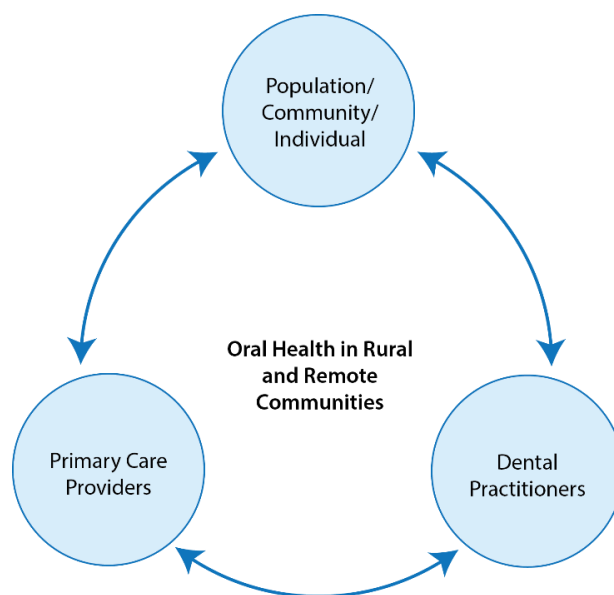 Population/
Community/
Individual
Oral Health in Rural
and Remote
Communities
Primary Care
Providers
Dental
Practitioners